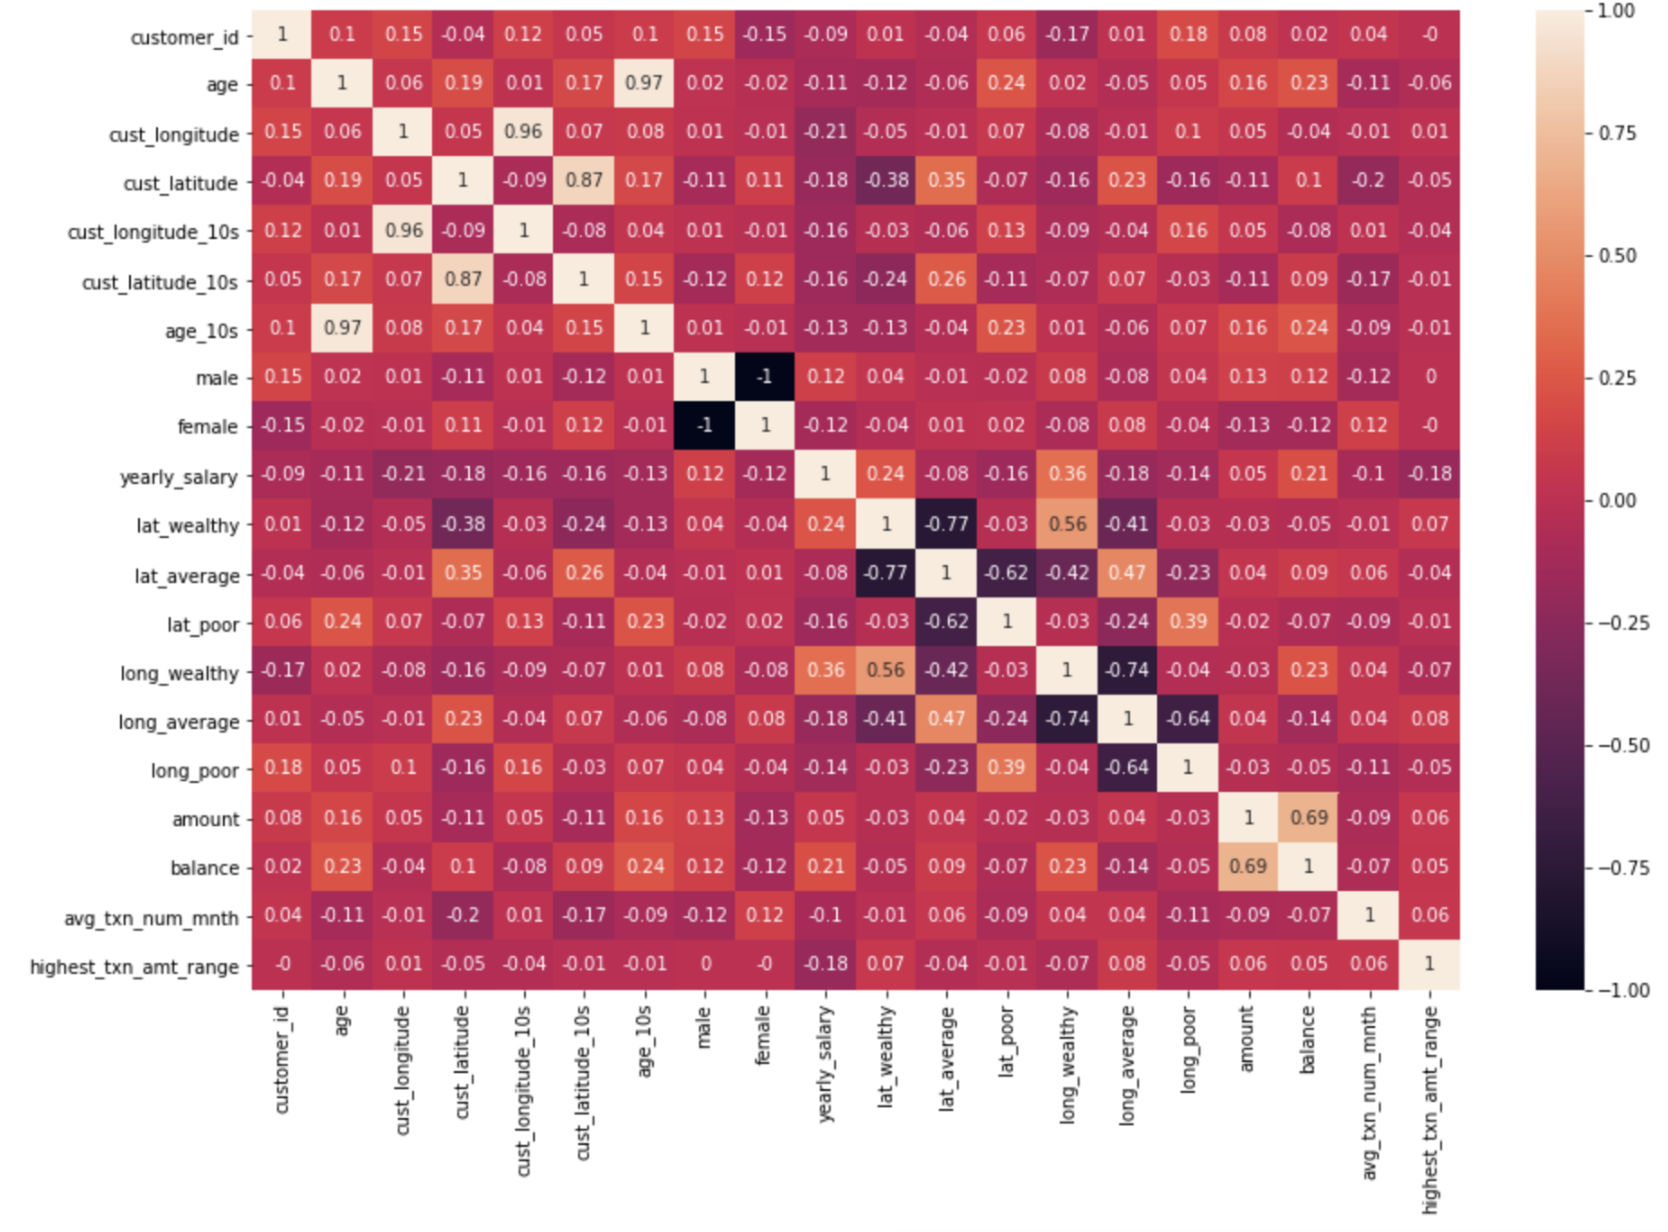 customer_id 1 0.1 0.15 -0.04 0.12 0.05 0.1 0.15 -0.15 -0.09 0.01 -0.04 0.06 -0.17 0.01 0.18 0.08 0.02 0.04 -0
age 0.1 1 0.06 0.19 0.01 0.17 0.97 0.02 -0.02 -0.11 -0.12 -0.06 0.24 0.02 -0.05 0.05 0.16 0.23 -0.11 -0.06
cust_longitude 0.15 0.06 1 0.05 0.96 0.07 0.08 0.01 -0.01 -0.21 -0.05 -0.01 0.07 -0.08 -0.01 0.1 0.05 -0.04 -0.01 0.01
cust_latitude -0.04 0.19 0.05 1 -0.09 0.87 0.17 -0.11 0.11 -0.18 -0.38 0.35 -0.07 -0.16 0.23 -0.16 -0.11 0.1 -0.2 -0.05
cust_longitude_10s 0.12 0.01 0.96 -0.09 1 -0.08 0.04 0.01 -0.01 -0.16 -0.03 -0.06 0.13 -0.09 -0.04 0.16 0.05 -0.08 0.01 -0.04
cust_latitude_10s 0.05 0.17 0.07 0.87 -0.08 1 0.15 -0.12 0.12 -0.16 -0.24 0.26 -0.11 -0.07 0.07 -0.03 -0.11 0.09 -0.17 -0.01
age_10s 0.1 0.97 0.08 0.17 0.04 0.15 1 0.01 -0.01 -0.13 -0.13 -0.04 0.23 0.01 -0.06 0.07 0.16 0.24 -0.09 -0.01
male 0.15 0.02 0.01 -0.11 0.01 -0.12 0.01 1 -1 0.12 0.04 -0.01 -0.02 0.08 -0.08 0.04 0.13 0.12 -0.12 0
female -0.15 -0.02 -0.01 0.11 -0.01 0.12 -0.01 -1 1 -0.12 -0.04 0.01 0.02 -0.08 0.08 -0.04 -0.13 -0.12 0.12 -0
yearly_salary -0.09 -0.11 -0.21 -0.18 -0.16 -0.16 -0.13 0.12 -0.12 1 0.24 -0.08 -0.16 0.36 -0.18 -0.14 0.05 0.21 -0.1 -0.18
lat_wealthy 0.01 -0.12 -0.05 -0.38 -0.03 -0.24 -0.13 0.04 -0.04 0.24 1 -0.77 -0.03 0.56 -0.41 -0.03 -0.03 -0.05 -0.01 0.07
lat_average -0.04 -0.06 -0.01 0.35 -0.06 0.26 -0.04 -0.01 0.01 -0.08 -0.77 1 -0.62 -0.42 0.47 -0.23 0.04 0.09 0.06 -0.04
lat_poor 0.06 0.24 0.07 -0.07 0.13 -0.11 0.23 -0.02 0.02 -0.16 -0.03 -0.62 1 -0.03 -0.24 0.39 -0.02 -0.07 -0.09 -0.01
long_wealthy -0.17 0.02 -0.08 -0.16 -0.09 -0.07 0.01 0.08 -0.08 0.36 0.56 -0.42 -0.03 1 -0.74 -0.04 -0.03 0.23 0.04 -0.07
long_average 0.01 -0.05 -0.01 0.23 -0.04 0.07 -0.06 -0.08 0.08 -0.18 -0.41 0.47 -0.24 -0.74 1 -0.64 0.04 -0.14 0.04 0.08
long_poor 0.18 0.05 0.1 -0.16 0.16 -0.03 0.07 0.04 -0.04 -0.14 -0.03 -0.23 0.39 -0.04 -0.64 1 -0.03 -0.05 -0.11 -0.05
amount 0.08 0.16 0.05 -0.11 0.05 -0.11 0.16 0.13 -0.13 0.05 -0.03 0.04 -0.02 -0.03 0.04 -0.03 1 0.69 -0.09 0.06
balance 0.02 0.23 -0.04 0.1 -0.08 0.09 0.24 0.12 -0.12 0.21 -0.05 0.09 -0.07 0.23 -0.14 -0.05 0.69 1 -0.07 0.05
avg_txn_num_mnth 0.04 -0.11 -0.01 -0.2 0.01 -0.17 -0.09 -0.12 0.12 -0.1 -0.01 0.06 -0.09 0.04 0.04 -0.11 -0.09 -0.07 1 0.06
highest_txn_amt_range -0 -0.06 0.01 -0.05 -0.04 -0.01 -0.01 0 -0 -0.18 0.07 -0.04 -0.01 -0.07 0.08 -0.05 0.06 0.05 0.06 1
customer_id
age
cust_longitude
cust_latitude
cust_longitude_10s
cust_latitude_10s
age_10s
male
female
yearly_salary
lat_wealthy
lat_average
lat_poor
long_wealthy
long_average
long_poor
amount
balance
avg_txn_num_mnth
highest_txn_amt_range
1.00
0.75
0.50
0.25
0.00
−0.25
−0.50
−0.75
−1.00